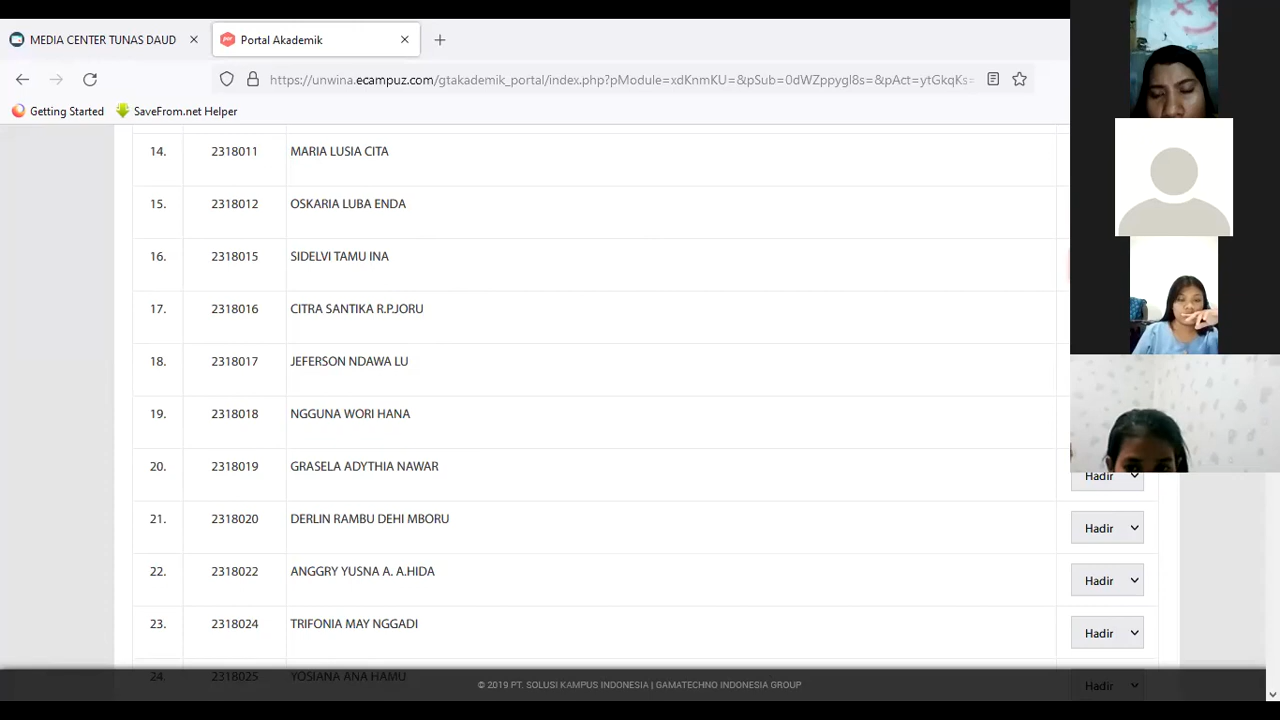 MEDIA CENTER TUNAS DAUD
Portal Akademik
https://unwina.ecampuz.com/gtakademik_portal/index.php?pModule=xdKnmKU=&pSub=0dWZppygl8s=&pAct=ytGkqKs=
Getting Started SaveFrom.net Helper
14. 2318011 MARIA LUSIA CITA
15. 2318012 OSKARIA LUBA ENDA
16. 2318015 SIDELVI TAMU INA
17. 2318016 CITRA SANTIKA R.P.JORU
18. 2318017 JEFERSON NDAWA LU
19. 2318018 NGGUNA WORI HANA
20. 2318019 GRASELA ADYTHIA NAWAR Hadir
21. 2318020 DERLIN RAMBU DEHI MBORU Hadir
22. 2318022 ANGGRY YUSNA A. A.HIDA Hadir
23. 2318024 TRIFONIA MAY NGGADI Hadir
24. 2318025 YOSIANA ANA HAMU Hadir
© 2019 PT. SOLUSI KAMPUS INDONESIA | GAMATECHNO INDONESIA GROUP